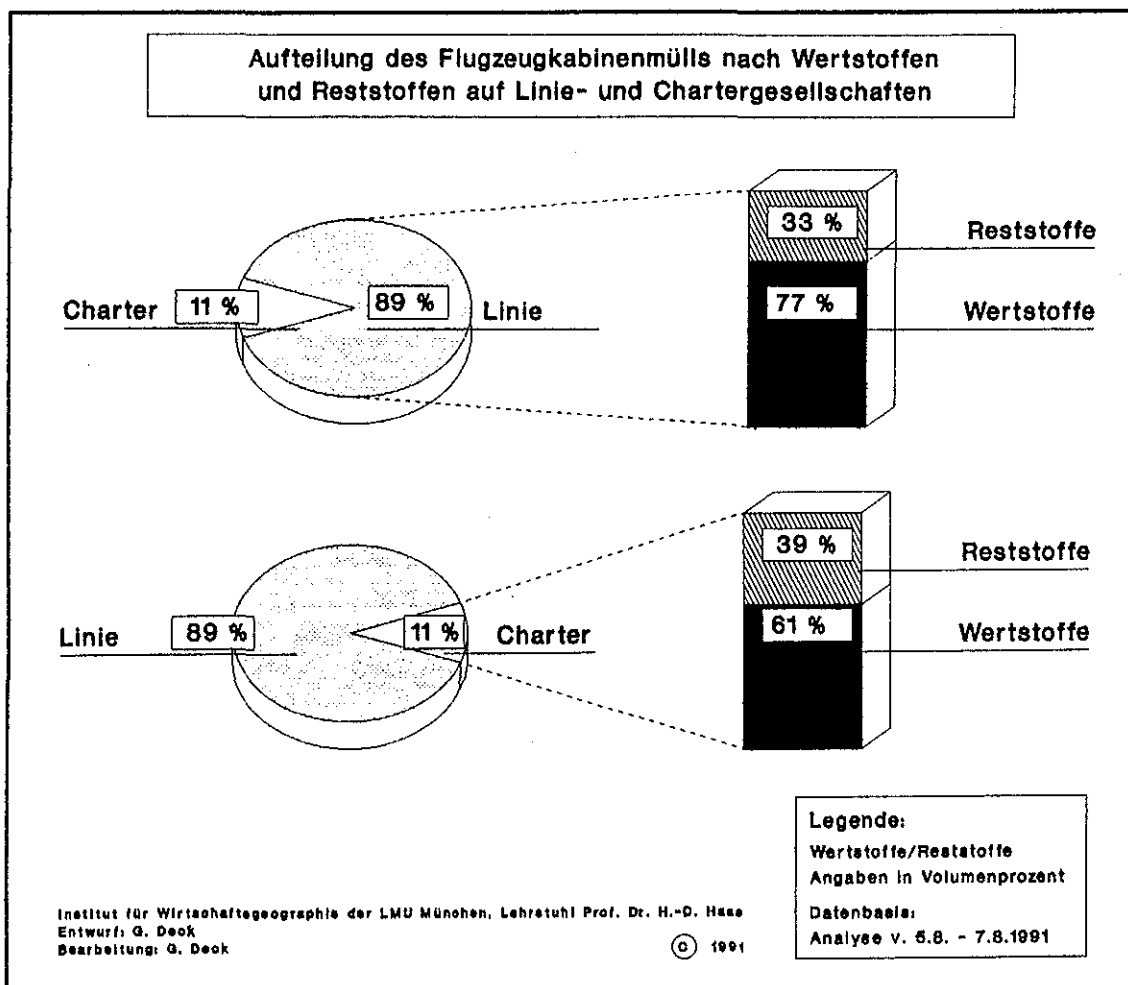 Aufteilung des Flugzeugkabinenmülls nach Wertstoffen
und Reststoffen auf Linie- und Chartergesellschaften
Charter 11 % 89 % Linie
33 % Reststoffe
77 % Wertstoffe
Linie 89 % 11 % Charter
39 % Reststoffe
61 % Wertstoffe
Legende:
Wertstoffe/Reststoffe
Angaben in Volumenprozent
Datenbasis:
Analyse v. 5.8. - 7.8.1991
Institut für Wirtschaftsgeographie der LMU München, Lehrstuhl Prof. Dr. H.-D. Haas
Entwurf: G. Deck
Bearbeitung: G. Deck
© 1991